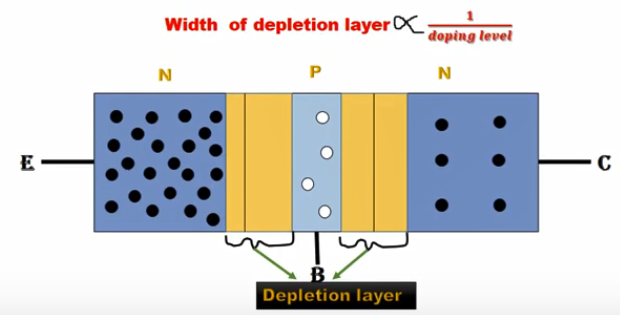 Width of depletion layer ∝ 1/doping level
N P N
E C
B
Depletion layer